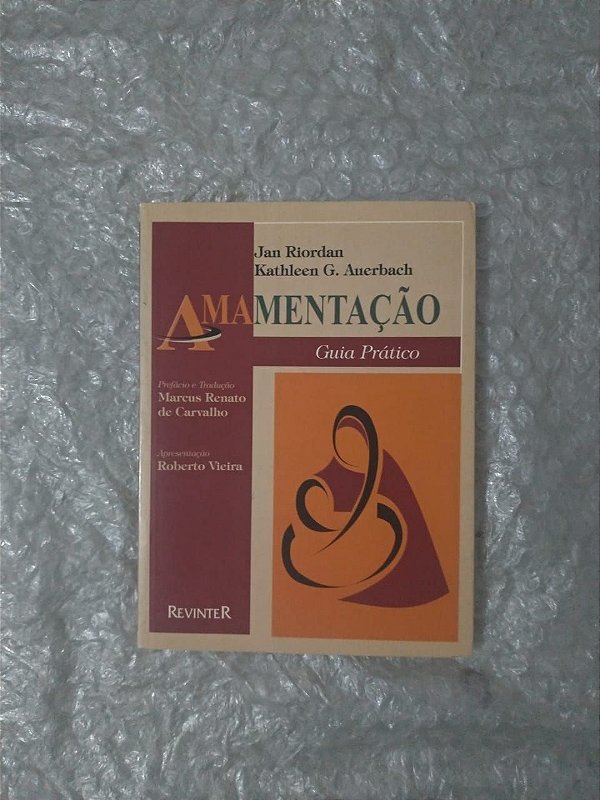 Jan Riordan
Kathleen G. Auerbach
AMAMENTAÇÃO
Guia Prático
Prefácio e Tradução
Marcus Renato
de Carvalho
Apresentação
Roberto Vieira
REVINTER